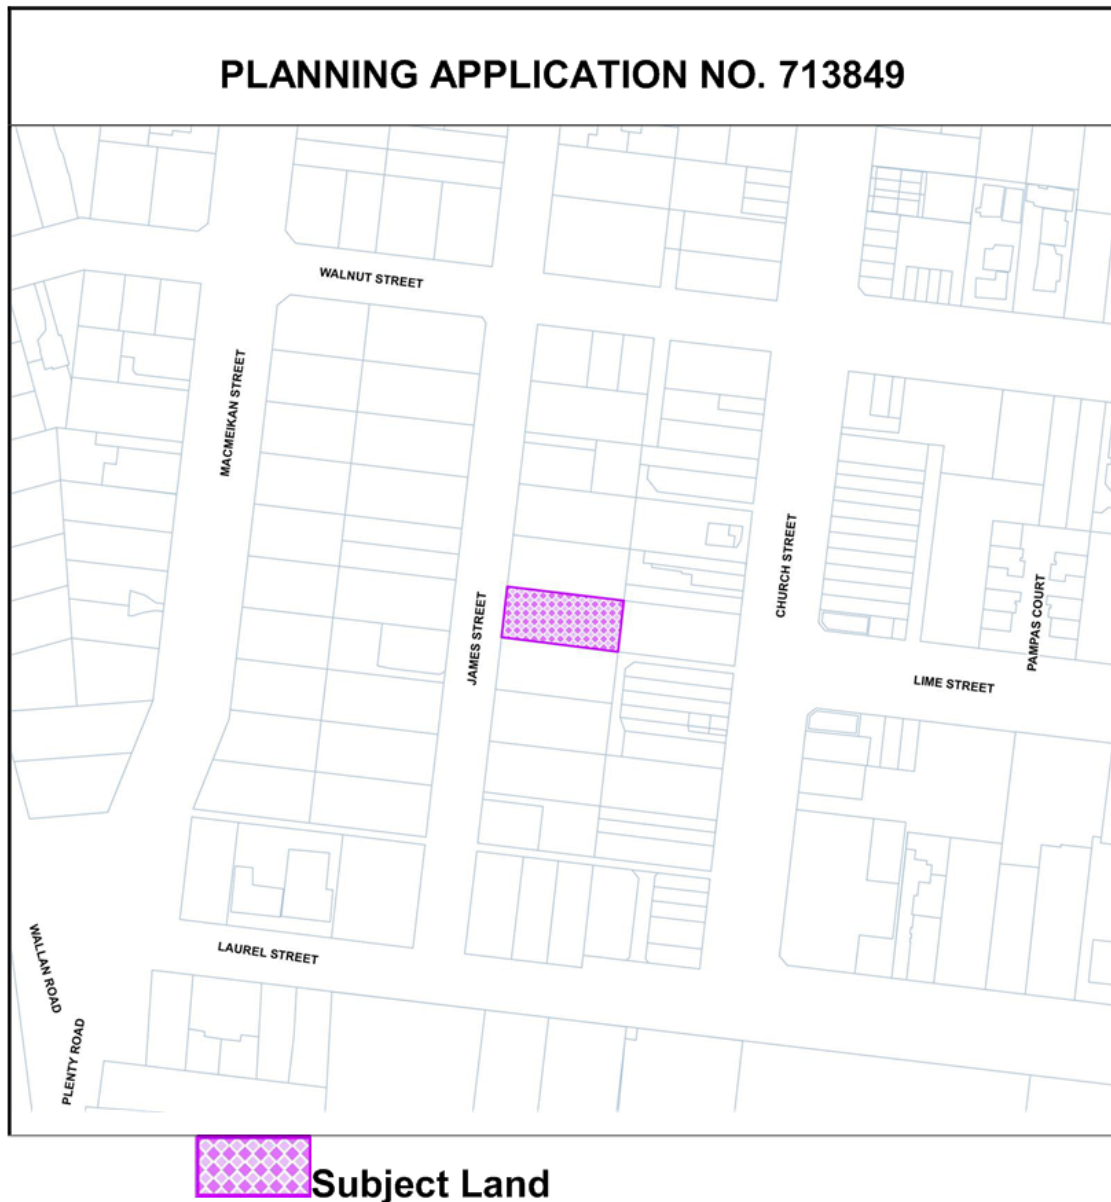 PLANNING APPLICATION NO. 713849
WALNUT STREET
MACMEIKAN STREET
JAMES STREET
CHURCH STREET
PAMPAS COURT
LIME STREET
LAUREL STREET
WALLAN ROAD
PLENTY ROAD
Subject Land